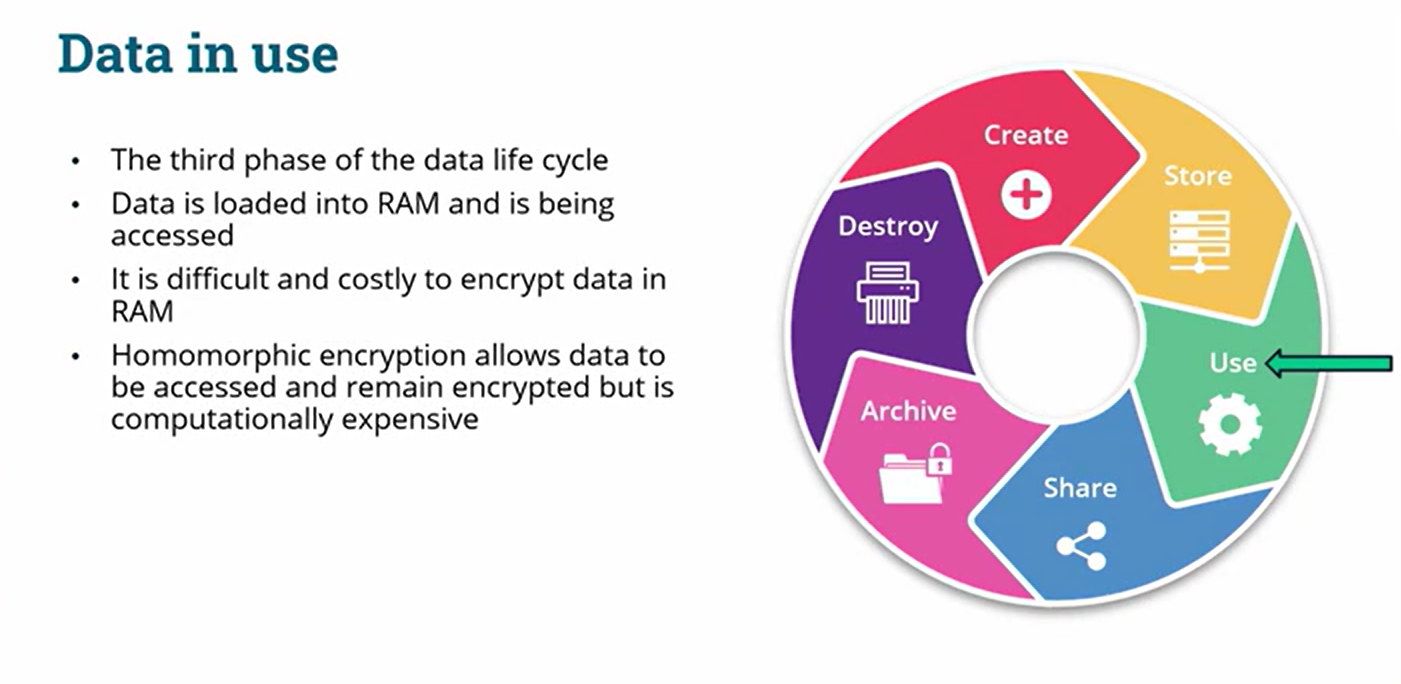 Data in use
• The third phase of the data life cycle
• Data is loaded into RAM and is being
accessed
• It is difficult and costly to encrypt data in
RAM
• Homomorphic encryption allows data to
be accessed and remain encrypted but is
computationally expensive
Create
Store
Use
Share
Archive
Destroy